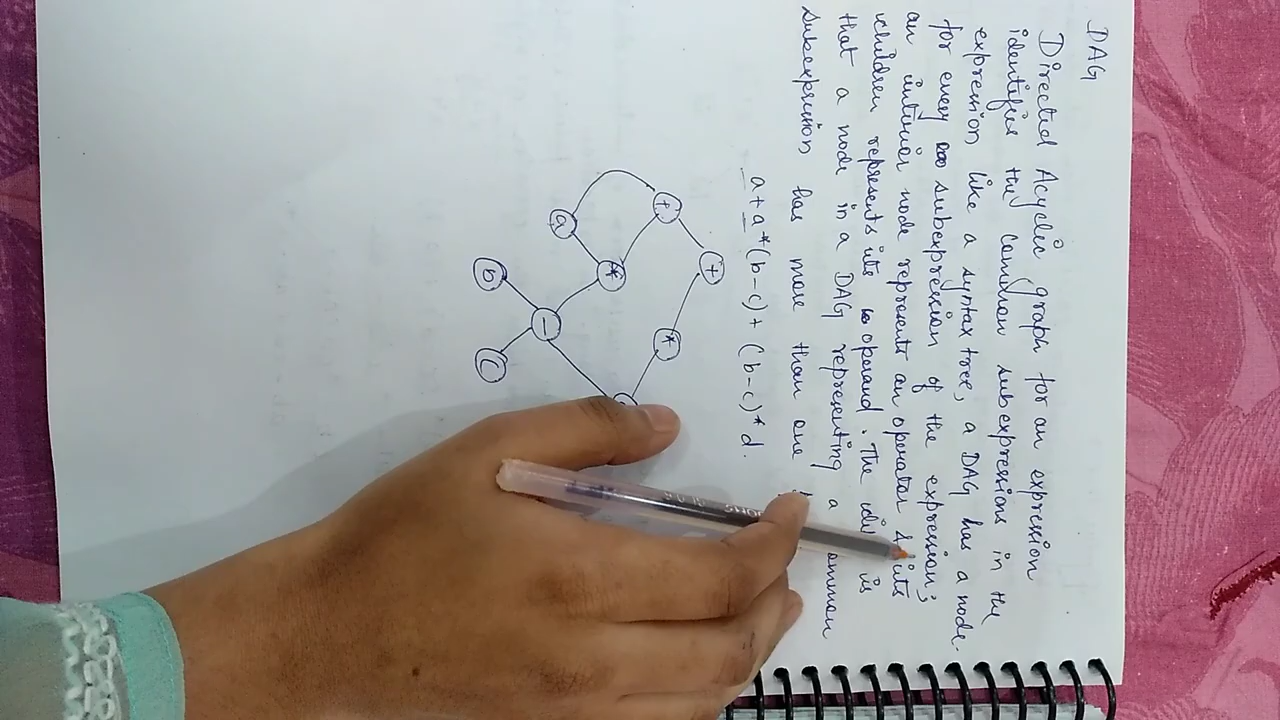 DAG
Directed Acyclic graph for an expression
identifies the common subexpressions in the
expression, like a syntax tree, a DAG has a node
for every subexpression of the expression;
an interior node represents an operator & its
children represents its operand. The is
that a node in a DAG representing a
subexpression has more than one
a+a*(b-c)+(b-c)*d.
+
+ *
*
a -
b c